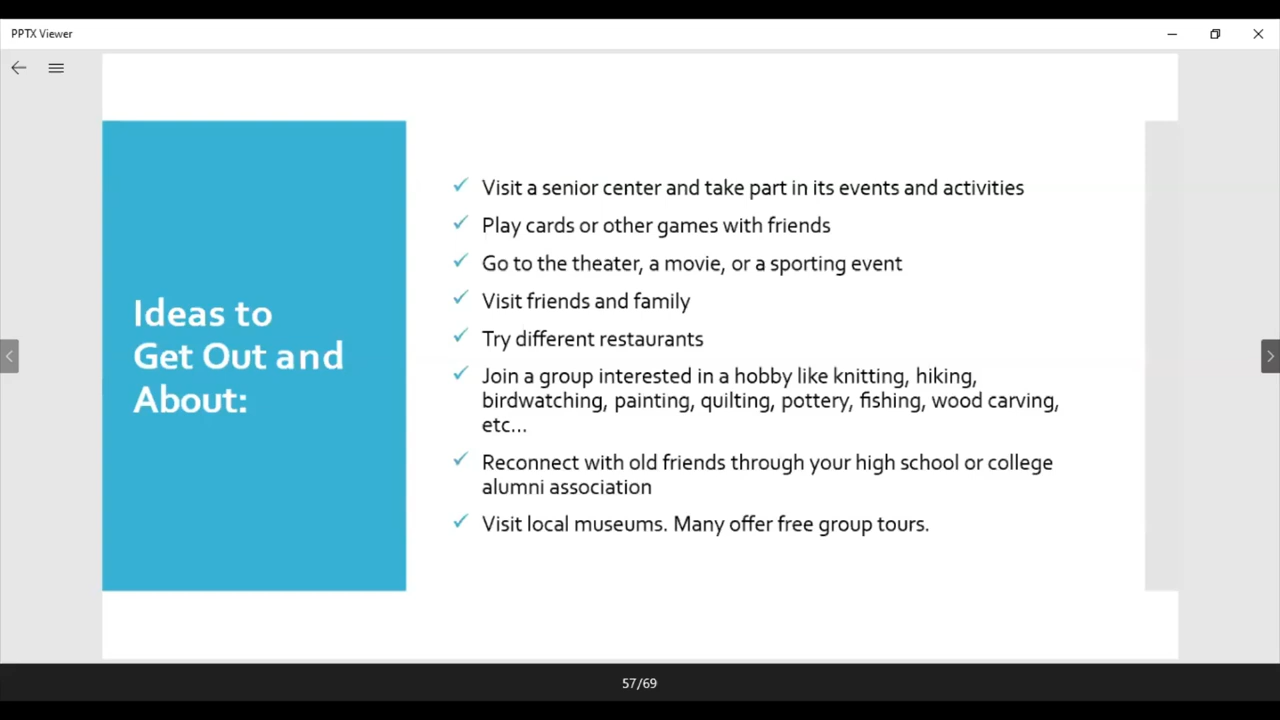 PPTX Viewer
Ideas to
Get Out and
About:
✓ Visit a senior center and take part in its events and activities
✓ Play cards or other games with friends
✓ Go to the theater, a movie, or a sporting event
✓ Visit friends and family
✓ Try different restaurants
✓ Join a group interested in a hobby like knitting, hiking,
birdwatching, painting, quilting, pottery, fishing, wood carving,
etc...
✓ Reconnect with old friends through your high school or college
alumni association
✓ Visit local museums. Many offer free group tours.
57/69